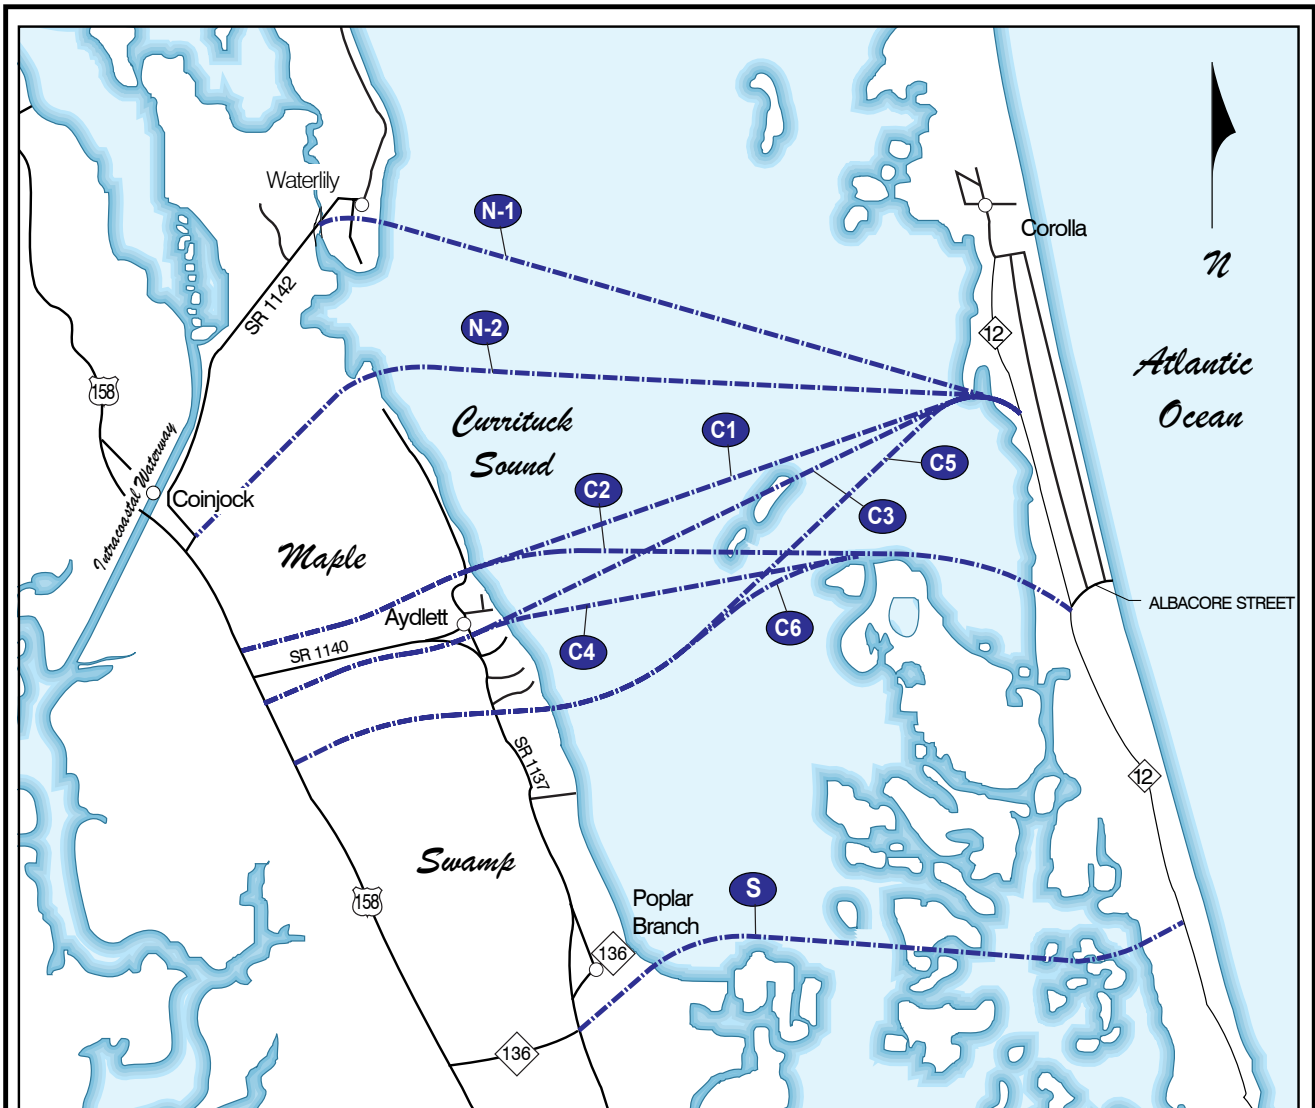 Waterlily
N-1
Corolla
N
SR 1142
N-2
12
Atlantic
Ocean
158
Currituck
Sound
C1
C5
C2
C3
Intracoastal Waterway
Coinjock
Maple
ALBACORE STREET
Aydlett
C6
C4
SR 1140
SR 1137
12
Swamp
158
S
Poplar
Branch
136
136